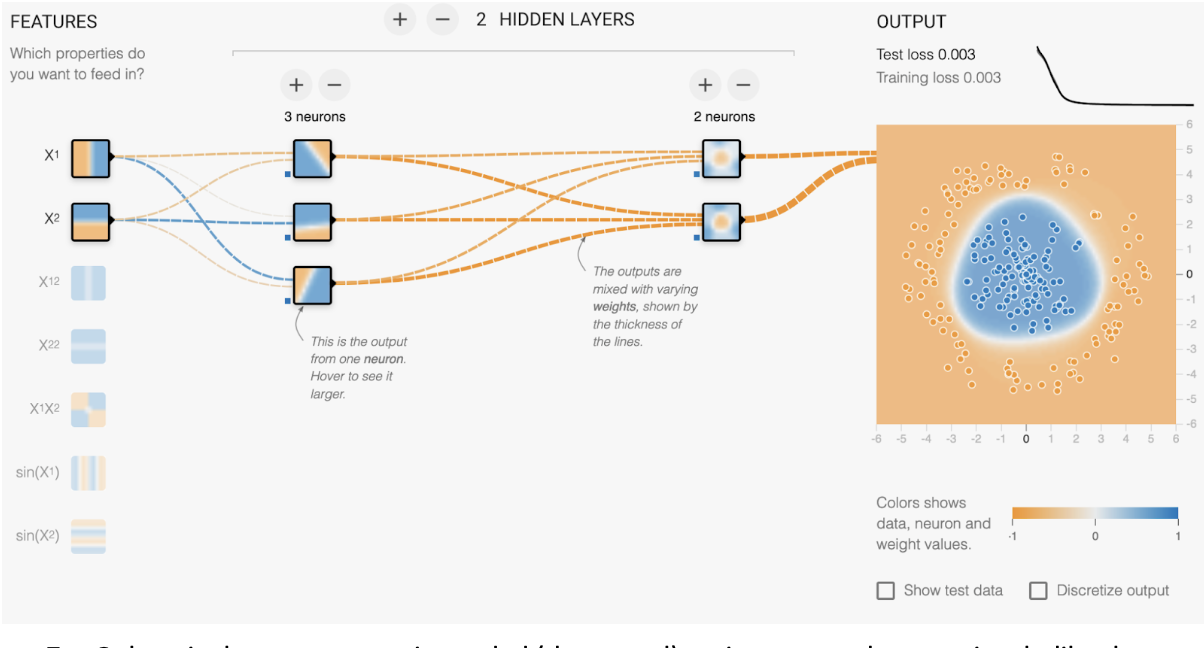 FEATURES
Which properties do
you want to feed in?
+ − 2 HIDDEN LAYERS
+ −
3 neurons
+ −
2 neurons
OUTPUT
Test loss 0.003
Training loss 0.003
X1
X2
X12
X22
X1X2
sin(X1)
sin(X2)
This is the output
from one neuron.
Hover to see it
larger.
The outputs are
mixed with varying
weights, shown by
the thickness of
the lines.
6
5
4
3
2
1
0
-1
-2
-3
-4
-5
-6
-6 -5 -4 -3 -2 -1 0 1 2 3 4 5 6
Colors shows
data, neuron and
weight values.
-1 0 1
Show test data
Discretize output